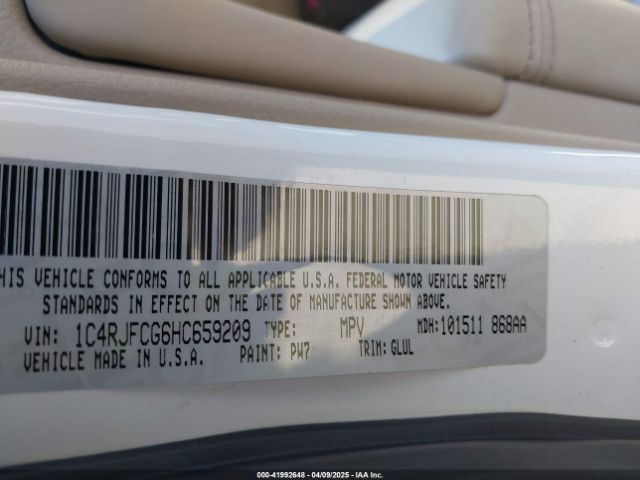 THIS VEHICLE CONFORMS TO ALL APPLICABLE U.S.A. FEDERAL MOTOR VEHICLE SAFETY
STANDARDS IN EFFECT ON THE DATE OF MANUFACTURE SHOWN ABOVE.
VIN: 1C4RJFCG6HC659209 TYPE: MPV MDH:101511 868AA
VEHICLE MADE IN U.S.A. PAINT: PW7 TRIM: GLUL
000-41992648 - 04/09/2025 - IAA Inc.